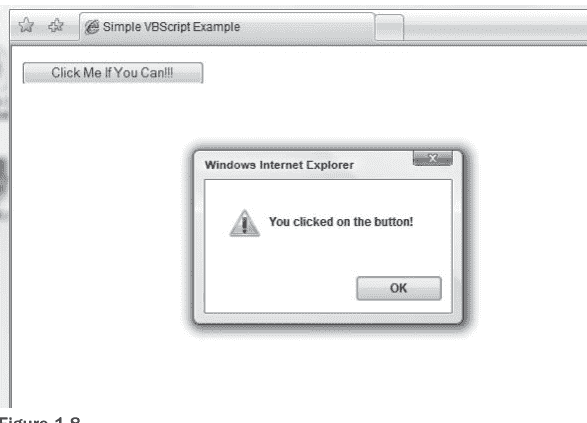 Simple VBScript Example
Click Me If You Can!!!
Windows Internet Explorer
You clicked on the button!
OK
Figure 1-8